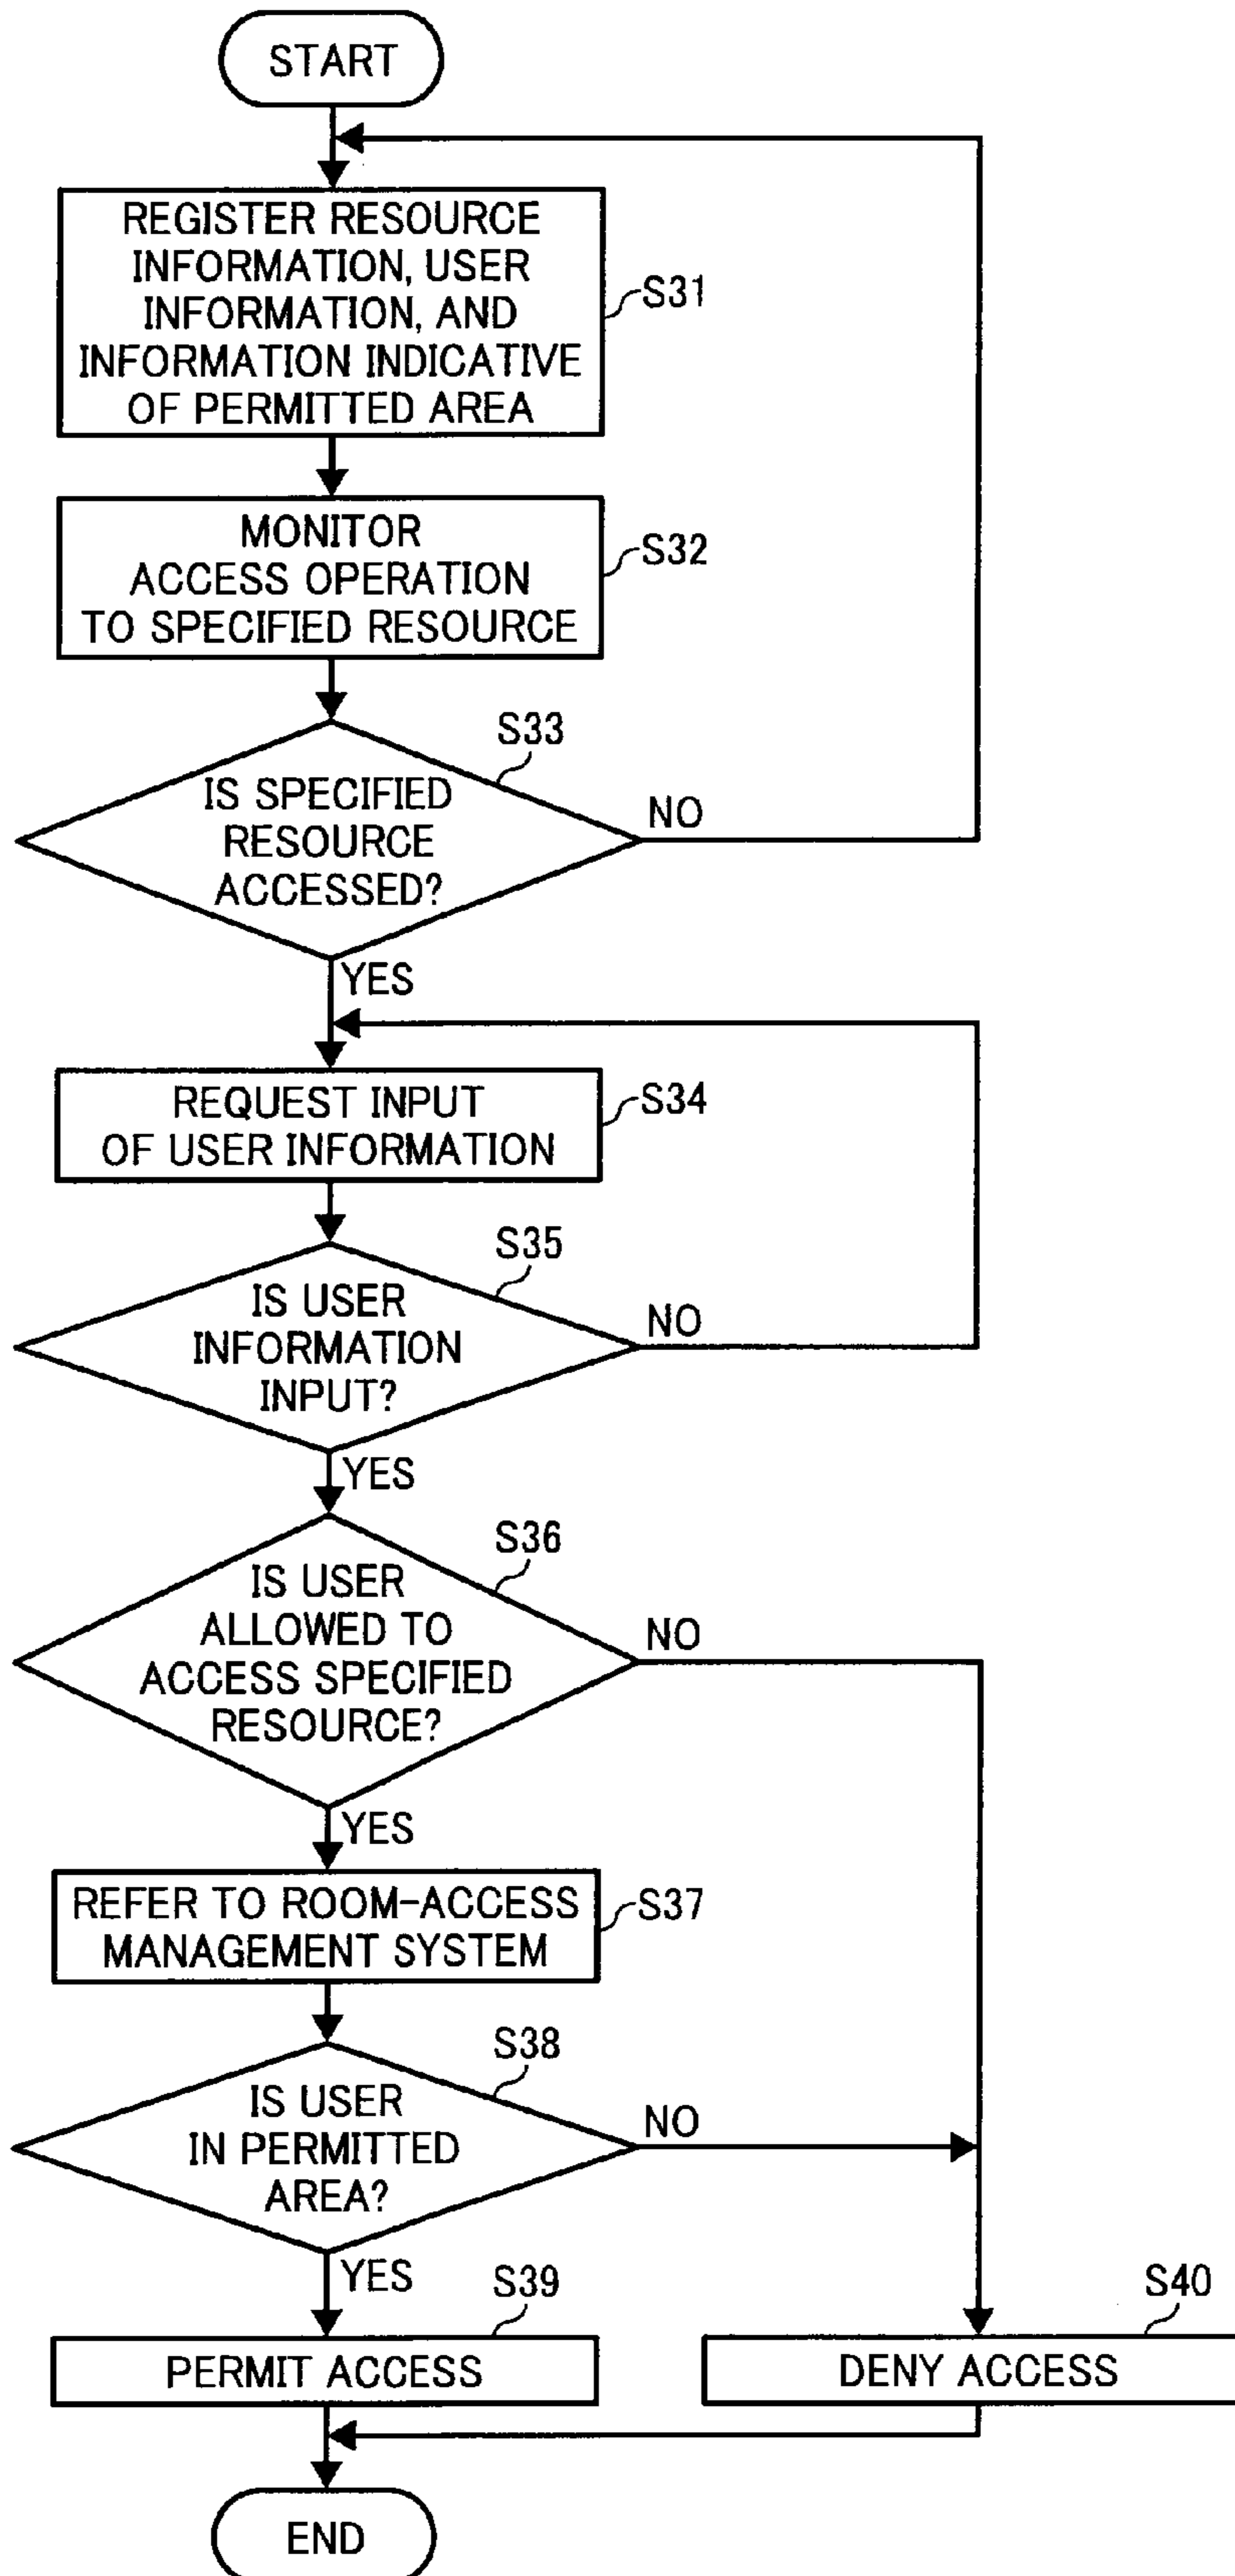 START
REGISTER RESOURCE
INFORMATION, USER
INFORMATION, AND
INFORMATION INDICATIVE
OF PERMITTED AREA
S31
MONITOR
ACCESS OPERATION
TO SPECIFIED RESOURCE
S32
S33
IS SPECIFIED
RESOURCE
ACCESSED?
NO
YES
REQUEST INPUT
OF USER INFORMATION
S34
S35
IS USER
INFORMATION
INPUT?
NO
YES
S36
IS USER
ALLOWED TO
ACCESS SPECIFIED
RESOURCE?
NO
YES
REFER TO ROOM-ACCESS
MANAGEMENT SYSTEM
S37
S38
IS USER
IN PERMITTED
AREA?
NO
YES
S39
PERMIT ACCESS
S40
DENY ACCESS
END